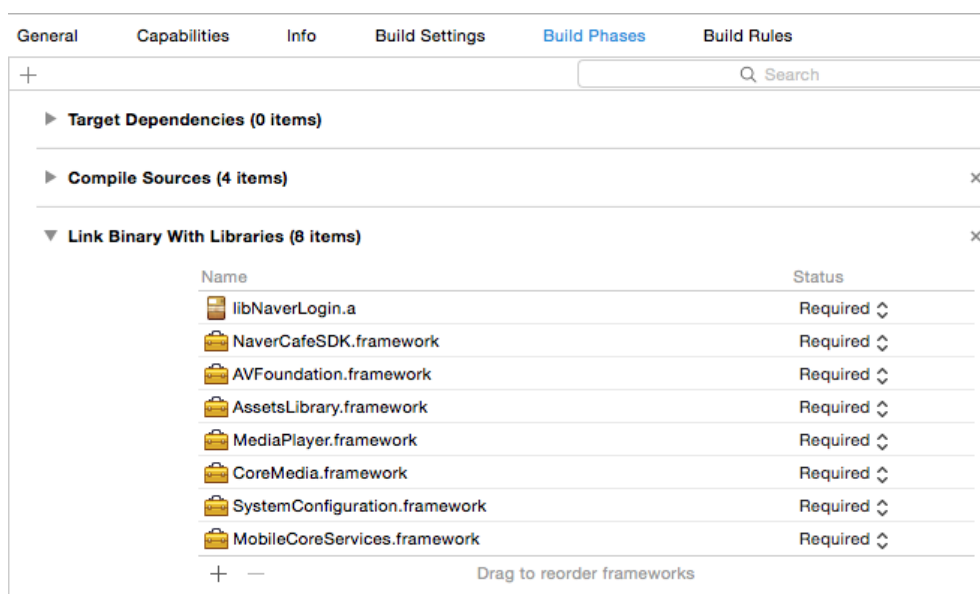 General Capabilities Info Build Settings Build Phases Build Rules
+ Search
Target Dependencies (0 items)
Compile Sources (4 items) ×
Link Binary With Libraries (8 items) ×
Name Status
libNaverLogin.a Required
NaverCafeSDK.framework Required
AVFoundation.framework Required
AssetsLibrary.framework Required
MediaPlayer.framework Required
CoreMedia.framework Required
SystemConfiguration.framework Required
MobileCoreServices.framework Required
+ — Drag to reorder frameworks